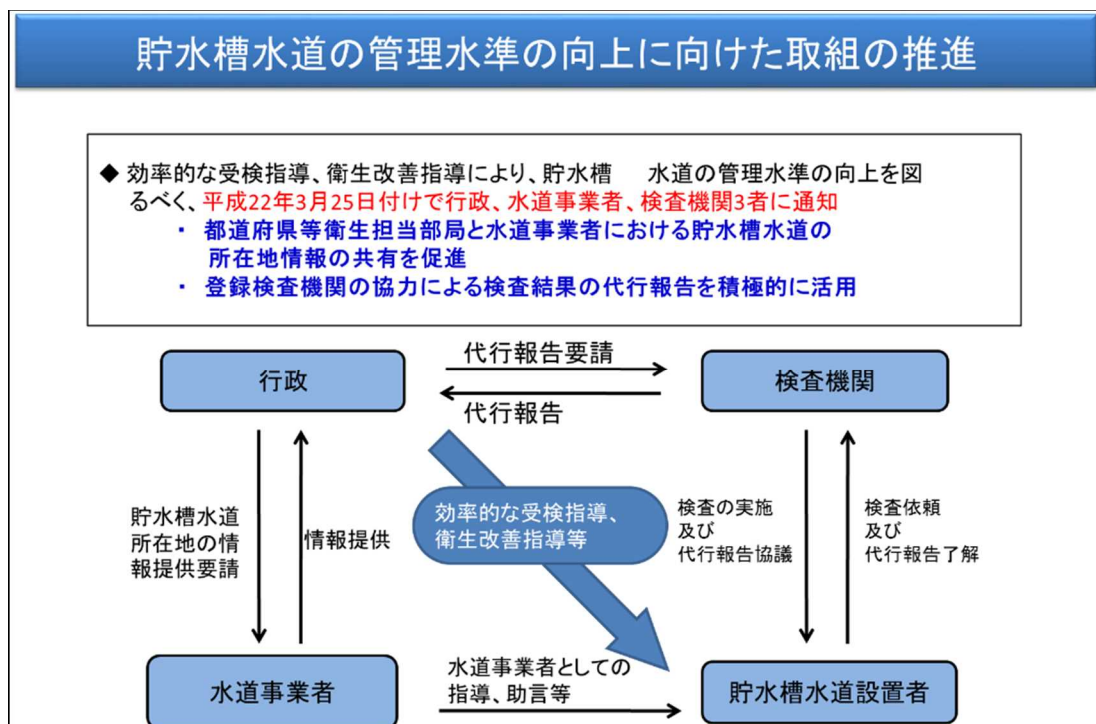 貯水槽水道の管理水準の向上に向けた取組の推進
◆ 効率的な受検指導、衛生改善指導により、貯水槽　水道の管理水準の向上を図
るべく、平成22年3月25日付けで行政、水道事業者、検査機関3者に通知
・ 都道府県等衛生担当部局と水道事業者における貯水槽水道の
所在地情報の共有を促進
・ 登録検査機関の協力による検査結果の代行報告を積極的に活用
行政
代行報告要請
代行報告
検査機関
貯水槽水道
所在地の情
報提供要請
情報提供
効率的な受検指導、
衛生改善指導等
検査の実施
及び
代行報告協議
検査依頼
及び
代行報告了解
水道事業者
水道事業者としての
指導、助言等
貯水槽水道設置者